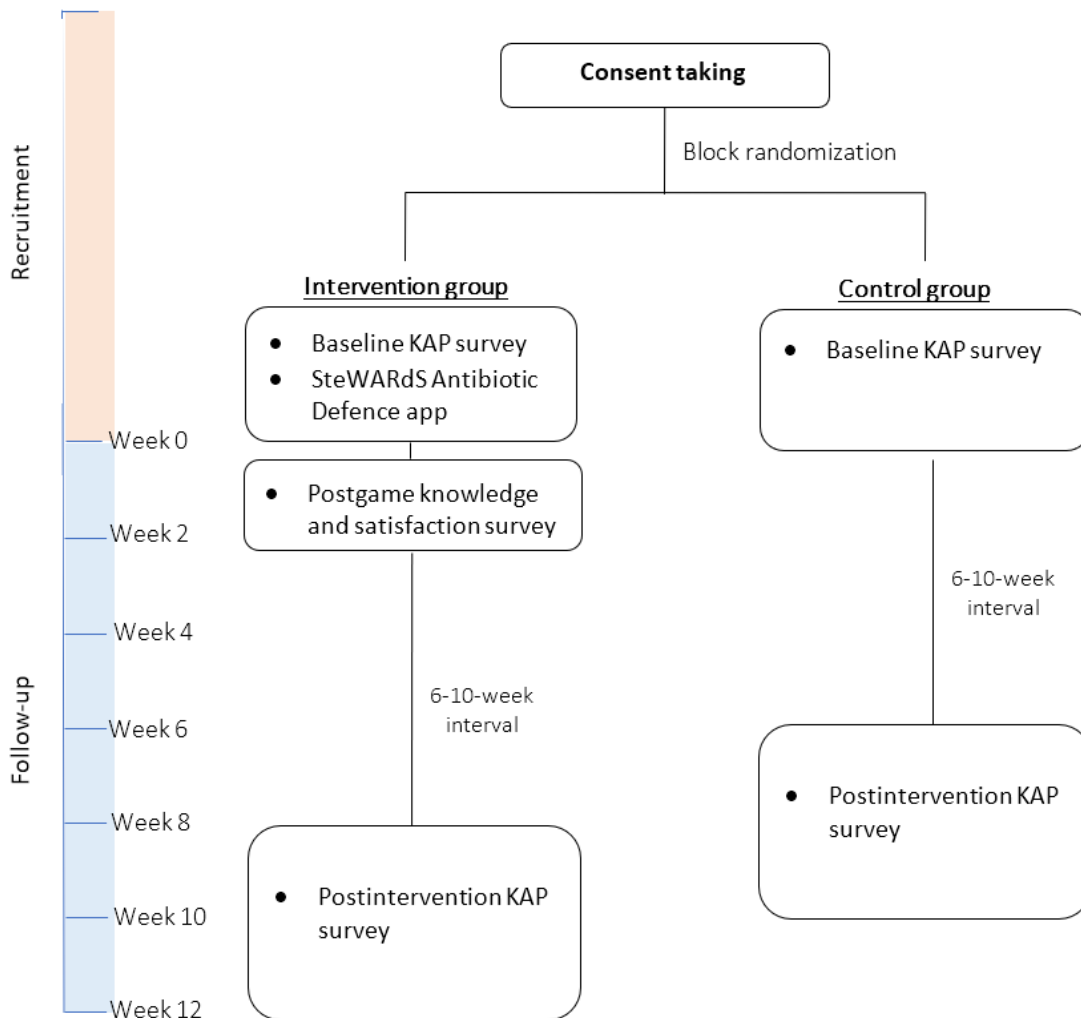 Consent taking
Block randomization
Recruitment
Intervention group
● Baseline KAP survey
● SteWARdS Antibiotic
Defence app
Control group
● Baseline KAP survey
Week 0
● Postgame knowledge
and satisfaction survey
Week 2
6-10-week
interval
Week 4
Follow-up
6-10-week
interval
Week 6
● Postintervention KAP
survey
Week 8
● Postintervention KAP
survey
Week 10
Week 12